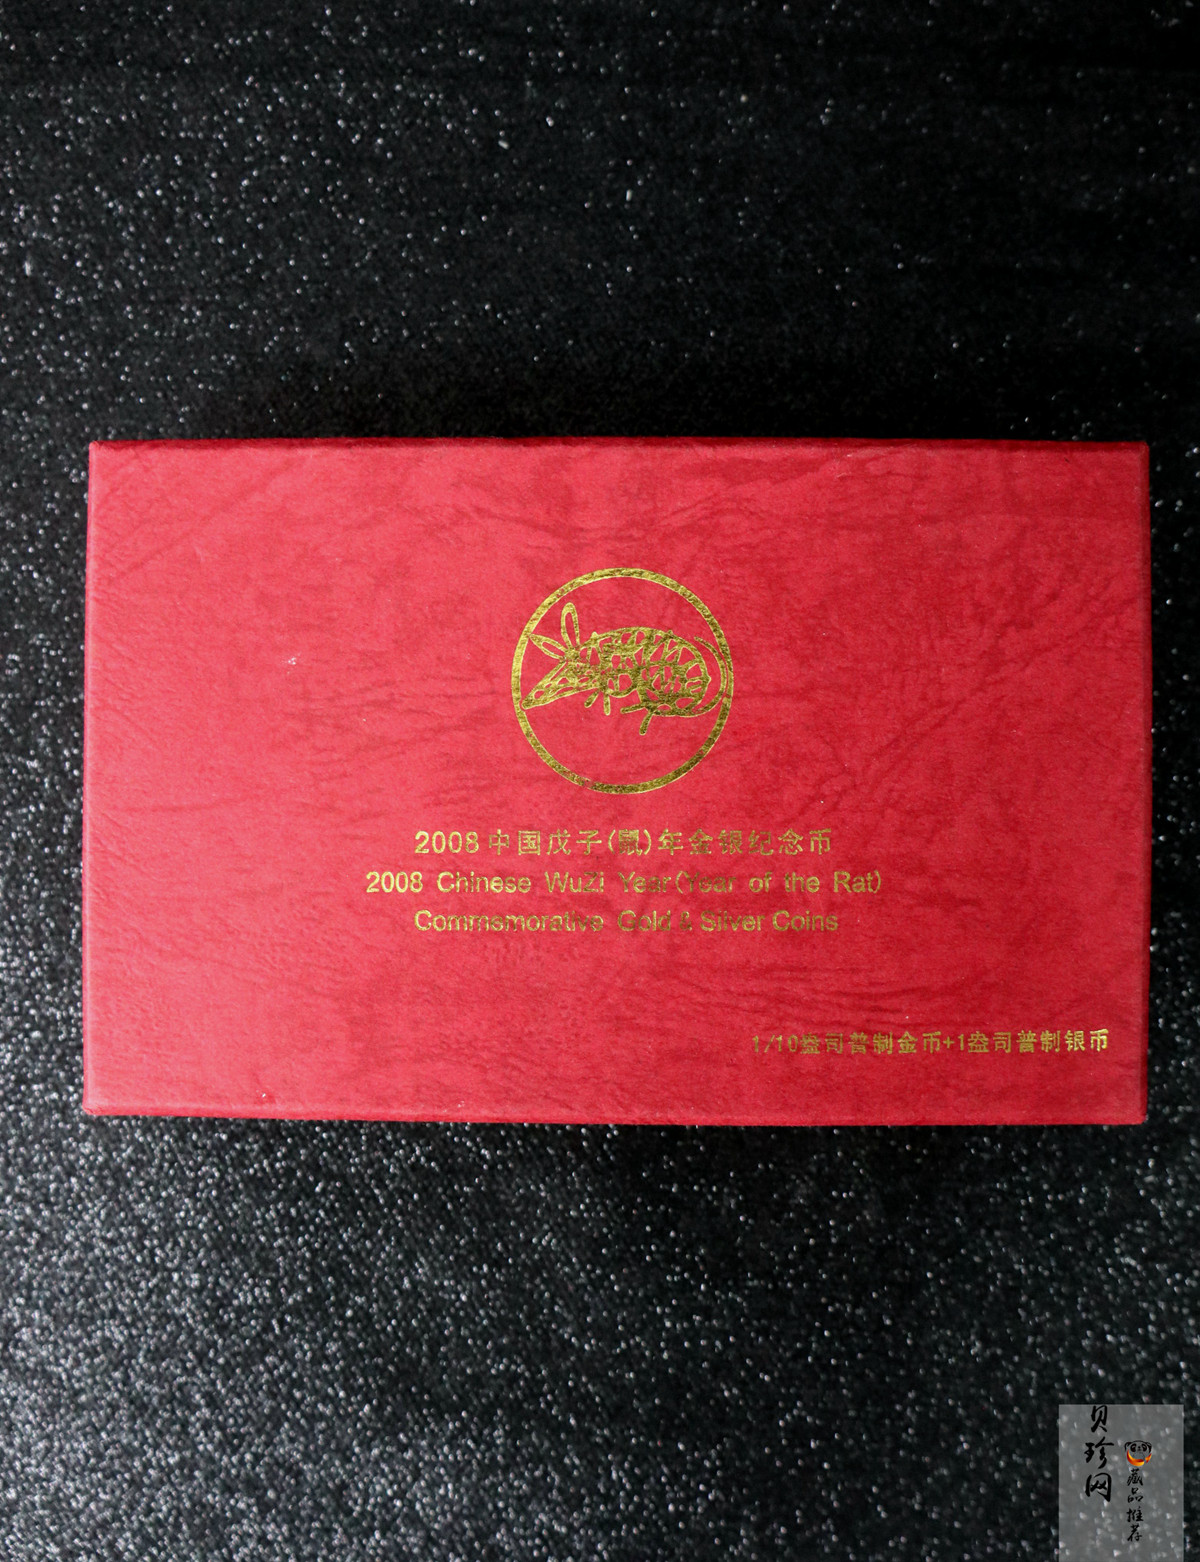 2008中国戊子(鼠)年金银纪念币
2008 Chinese WuZi Year(Year of the Rat)
Commemorative Gold & Silver Coins
1/10盎司普制金币+1盎司普制银币
贝珍网
藏品推荐